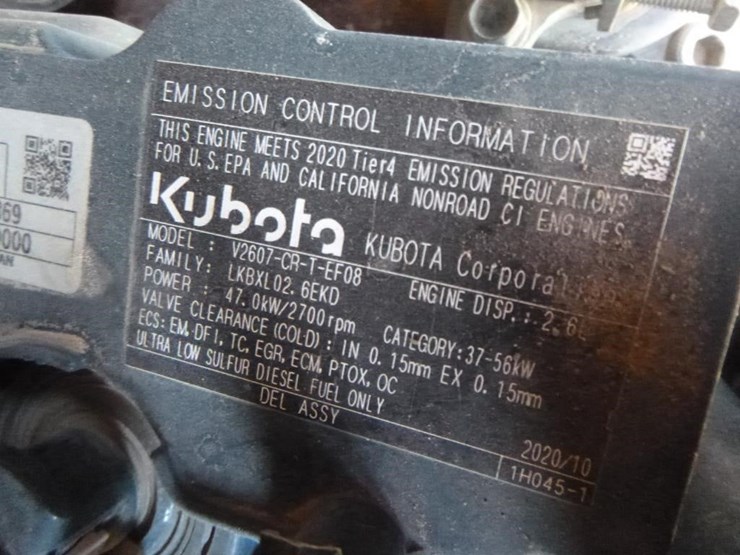 EMISSION CONTROL INFORMATION
THIS ENGINE MEETS 2020 Tier4 EMISSION REGULATIONS
FOR U.S. EPA AND CALIFORNIA NONROAD CI ENGINES
Kubota KUBOTA Corporation
MODEL : V2607-CR-T-EF08 ENGINE DISP.: 2.6L
FAMILY: LKBXL02.6EKD
POWER : 47.0kW/2700rpm CATEGORY:37-56kW
VALVE CLEARANCE (COLD): IN 0.15mm EX 0.15mm
ECS: EM, DFI, TC, EGR, ECM, PTOX, OC
ULTRA LOW SULFUR DIESEL FUEL ONLY
DEL ASSY
2020/10
1H045-1
69
0000
AN